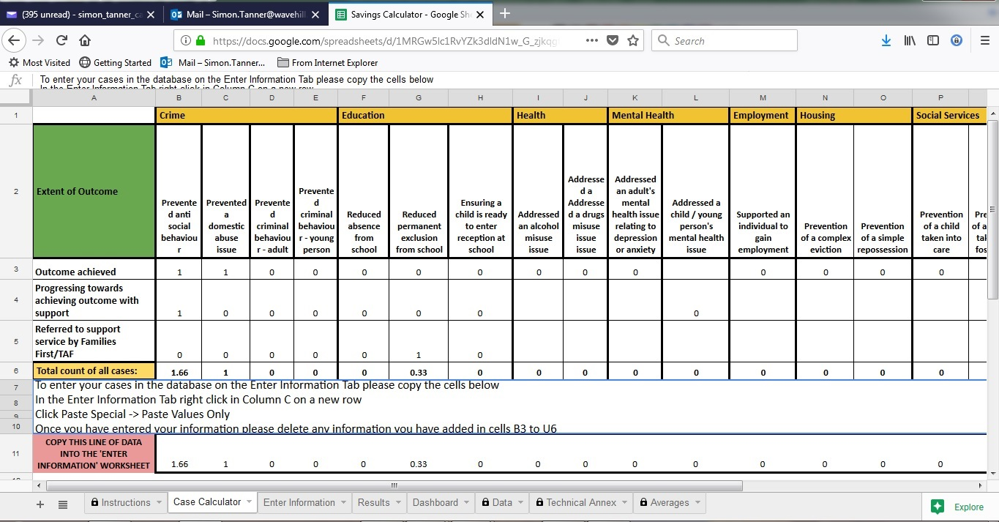 (395 unread) - simon_tanner_ca
Mail – Simon.Tanner@wavehill
Savings Calculator - Google She
https://docs.google.com/spreadsheets/d/1MRGw5lc1RvYZk3dldN1w_G_zjkqg
Search
Most Visited
Getting Started
Mail – Simon.Tanner...
From Internet Explorer
fx
To enter your cases in the database on the Enter Information Tab please copy the cells below
In the Enter Information Tab right click in Column C on a new row
A B C D E F G H I J K L M N O P
1 Crime Education Health Mental Health Employment Housing Social Services
2 Extent of Outcome
Prevente
d anti
social
behaviou
r
Prevented
a
domestic
abuse
issue
Prevente
d
criminal
behaviou
r - adult
Prevente
d
criminal
behaviou
r - young
person
Reduced
absence
from
school
Reduced
permanent
exclusion
from school
Ensuring a
child is ready
to enter
reception at
school
Addressed
an alcohol
misuse
issue
Addresse
d a
Addresse
d a drugs
misuse
issue
issue
Addressed
an adult's
mental
health issue
relating to
depression
or anxiety
Addressed a
child / young
person's
mental health
issue
Supported an
individual to
gain
employment
Prevention
of a complex
eviction
Prevention
of a simple
repossession
Prevention
of a child
taken into
care
Pre
of a
tak
fos
3 Outcome achieved 1 1 0 0 0 0 0 0 0 0 0 0 0 0
Progressing towards
achieving outcome with
4 support 1 0 0 0 0 0 0 0
Referred to support
service by Families
5 First/TAF 0 0 0 0 0 1 0
6 Total count of all cases: 1.66 1 0 0 0 0.33 0 0 0 0 0 0 0 0 0
7 To enter your cases in the database on the Enter Information Tab please copy the cells below
8 In the Enter Information Tab right click in Column C on a new row
9 Click Paste Special -> Paste Values Only
10 Once you have entered your information please delete any information you have added in cells B3 to U6
COPY THIS LINE OF DATA
11 INTO THE 'ENTER
INFORMATION' WORKSHEET 1.66 1 0 0 0 0.33 0 0 0 0 0 0 0 0 0
Instructions
Case Calculator
Enter Information
Results
Dashboard
Data
Technical Annex
Averages
Explore